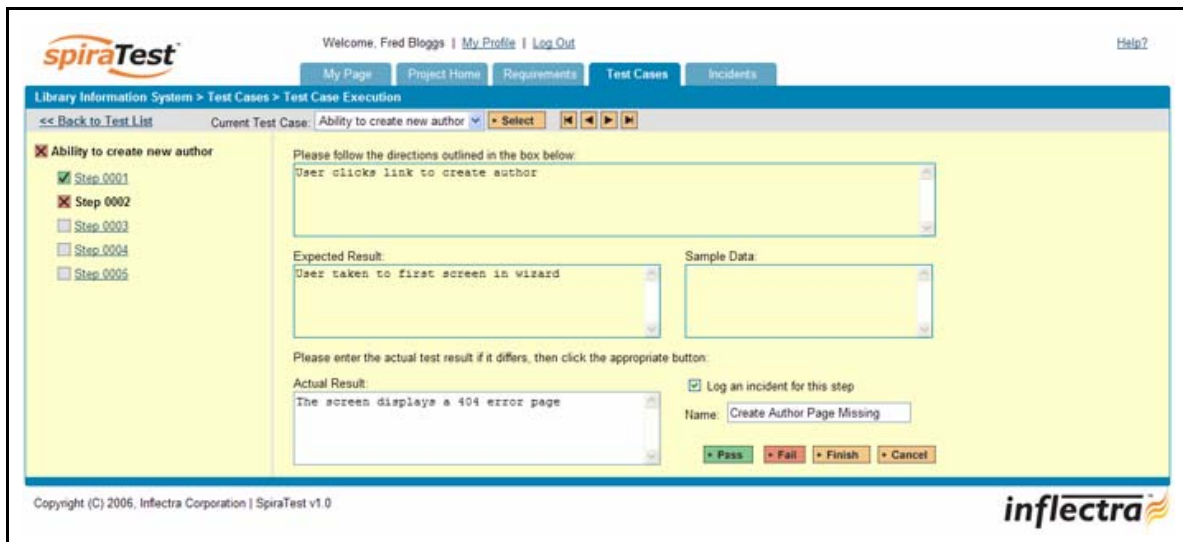 spiraTest
Welcome, Fred Bloggs | My Profile | Log Out
Help?
My Page Project Home Requirements Test Cases Incidents
Library Information System > Test Cases > Test Case Execution
<< Back to Test List
Current Test Case: Ability to create new author Select
Ability to create new author
Step 0001
Step 0002
Step 0003
Step 0004
Step 0005
Please follow the directions outlined in the box below:
User clicks link to create author
Expected Result:
User taken to first screen in wizard
Sample Data:
Please enter the actual test result if it differs, then click the appropriate button:
Actual Result:
The screen displays a 404 error page
Log an incident for this step
Name: Create Author Page Missing
Pass Fail Finish Cancel
Copyright (C) 2006, Inflectra Corporation | SpiraTest v1.0
inflectra